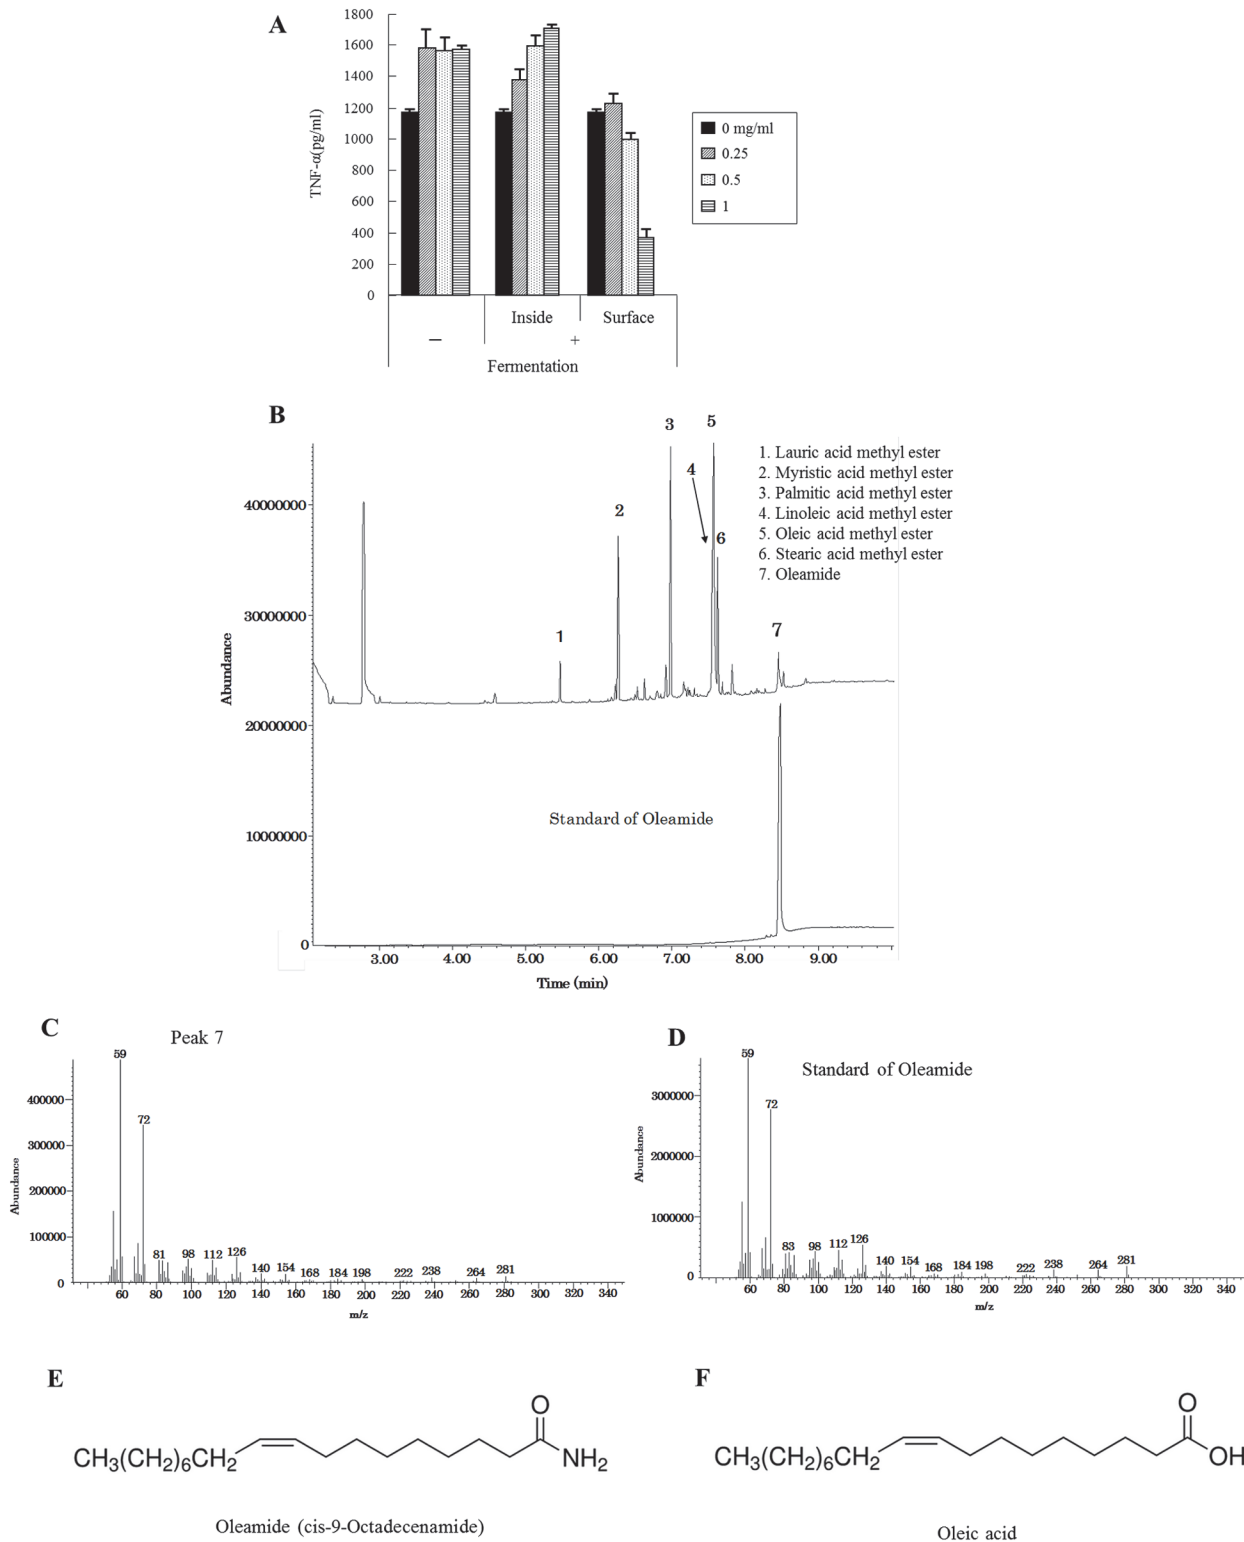 A
1800
1600
1400
1200
1000
800
600
400
200
0
TNF-α(pg/ml)
0 mg/ml
0.25
0.5
1
Inside
Surface
−
+
Fermentation
B
1
2
3
4
5
6
7
1. Lauric acid methyl ester
2. Myristic acid methyl ester
3. Palmitic acid methyl ester
4. Linoleic acid methyl ester
5. Oleic acid methyl ester
6. Stearic acid methyl ester
7. Oleamide
40000000
30000000
20000000
10000000
0
Abundance
Standard of Oleamide
3.00 4.00 5.00 6.00 7.00 8.00 9.00
Time (min)
C
Peak 7
400000
300000
200000
100000
0
Abundance
59
72
81 98 112 126 140 154 168 184 198 222 238 264 281
60 80 100 120 140 160 180 200 220 240 260 280 300 320 340
m/z
D
Standard of Oleamide
3000000
2000000
1000000
0
Abundance
59
72
83 98 112 126 140 154 168 184 198 222 238 264 281
60 80 100 120 140 160 180 200 220 240 260 280 300 320 340
m/z
E
O
CH3(CH2)6CH2
NH2
Oleamide (cis-9-Octadecenamide)
F
O
CH3(CH2)6CH2
OH
Oleic acid